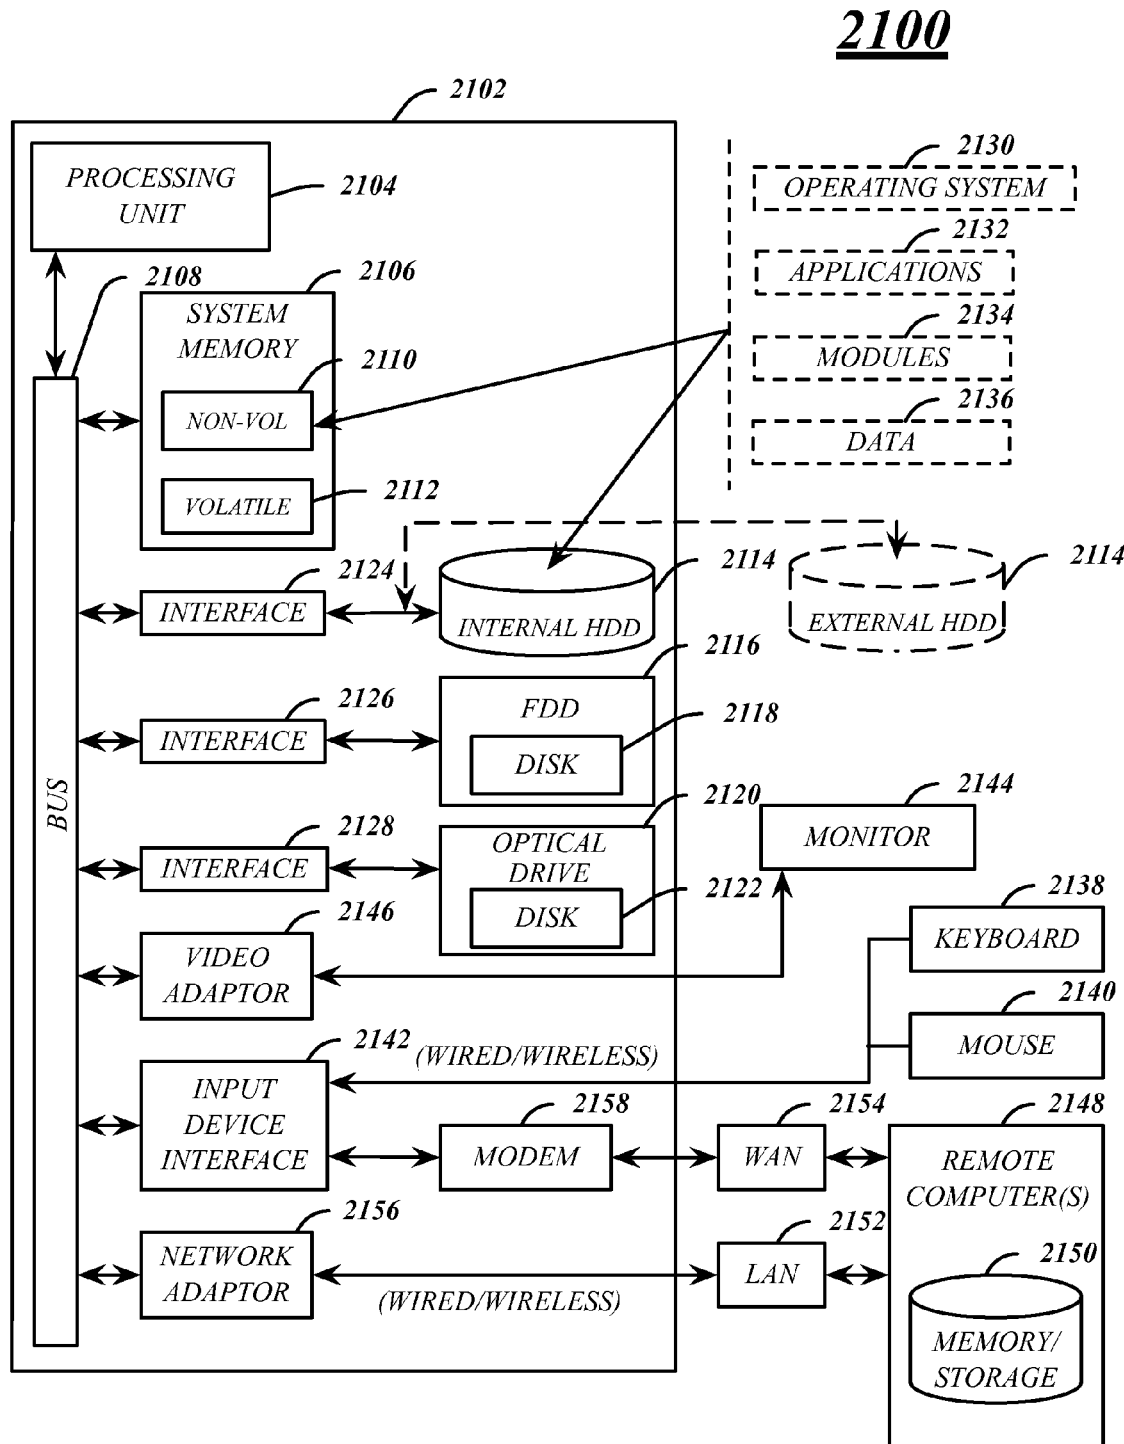 2100
2102
PROCESSING
UNIT
2104
2108
2106
SYSTEM
MEMORY
2110
NON-VOL
2112
VOLATILE
2130
OPERATING SYSTEM
2132
APPLICATIONS
2134
MODULES
2136
DATA
2124
INTERFACE
2114
INTERNAL HDD
2114
EXTERNAL HDD
2116
FDD
2126
INTERFACE
2118
DISK
BUS
2120
OPTICAL
DRIVE
2128
INTERFACE
2122
DISK
2144
MONITOR
2146
VIDEO
ADAPTOR
2138
KEYBOARD
2140
MOUSE
2142
(WIRED/WIRELESS)
INPUT
DEVICE
INTERFACE
2158
MODEM
2154
WAN
2148
REMOTE
COMPUTER(S)
2156
NETWORK
ADAPTOR
(WIRED/WIRELESS)
2152
LAN
2150
MEMORY/
STORAGE